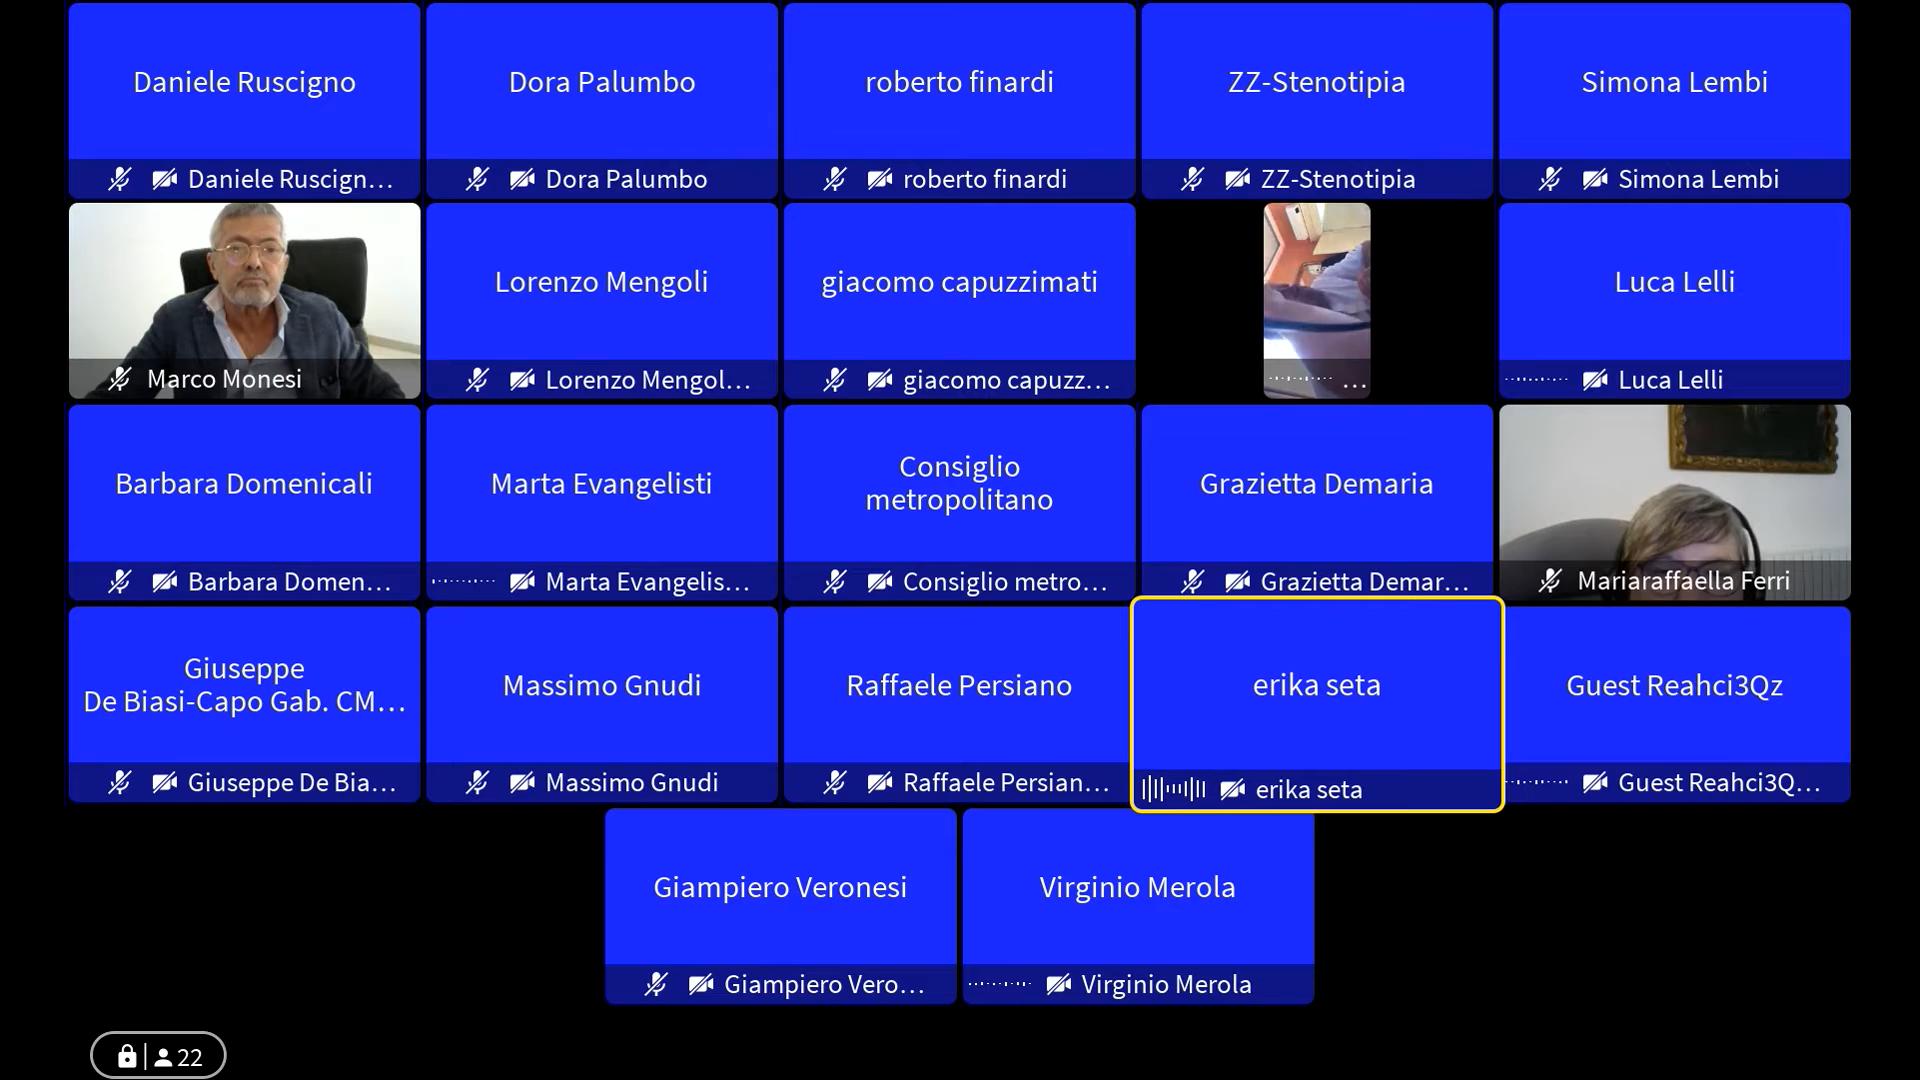 Daniele Ruscigno
Daniele Ruscign...
Dora Palumbo
Dora Palumbo
roberto finardi
roberto finardi
ZZ-Stenotipia
ZZ-Stenotipia
Simona Lembi
Simona Lembi
Marco Monesi
Lorenzo Mengoli
Lorenzo Mengol...
giacomo capuzzimati
giacomo capuzz...
...
Luca Lelli
Luca Lelli
Barbara Domenicali
Barbara Domen...
Marta Evangelisti
Marta Evangelis...
Consiglio
metropolitano
Consiglio metro...
Grazietta Demaria
Grazietta Demar...
Mariaraffaella Ferri
Giuseppe
De Biasi-Capo Gab. CM...
Giuseppe De Bia...
Massimo Gnudi
Massimo Gnudi
Raffaele Persiano
Raffaele Persian...
erika seta
erika seta
Guest Reahci3Qz
Guest Reahci3Q...
Giampiero Veronesi
Giampiero Vero...
Virginio Merola
Virginio Merola
22